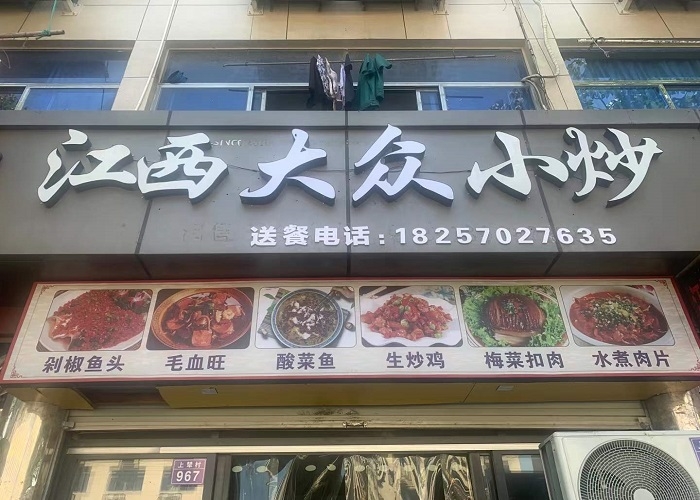 江西大众小炒
送餐电话：18257027635
剁椒鱼头 毛血旺 酸菜鱼 生炒鸡 梅菜扣肉 水煮肉片
967